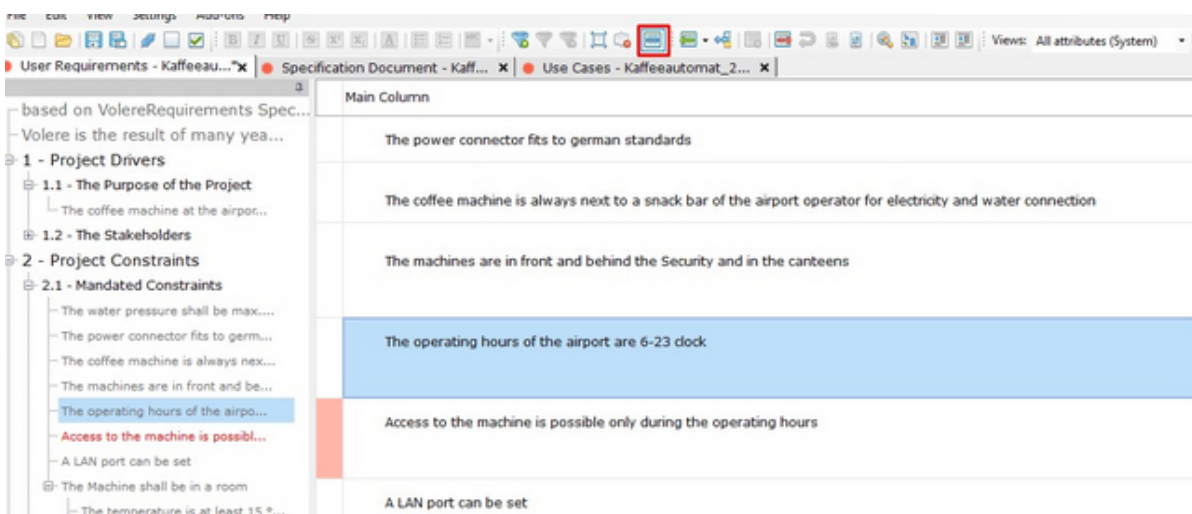 File Edit View Settings Add-ons Help
B I U S X² X₂ A Views: All attributes (System)
User Requirements - Kaffeeau..."x Specification Document - Kaff... x Use Cases - Kaffeeautomat_2... x
based on VolereRequirements Spec...
Volere is the result of many yea...
1 - Project Drivers
1.1 - The Purpose of the Project
The coffee machine at the airpor...
1.2 - The Stakeholders
2 - Project Constraints
2.1 - Mandated Constraints
The water pressure shall be max....
The power connector fits to germ...
The coffee machine is always nex...
The machines are in front and be...
The operating hours of the airpo...
Access to the machine is possibl...
A LAN port can be set
The Machine shall be in a room
The temperature is at least 15 °...
Main Column
The power connector fits to german standards
The coffee machine is always next to a snack bar of the airport operator for electricity and water connection
The machines are in front and behind the Security and in the canteens
The operating hours of the airport are 6-23 clock
Access to the machine is possible only during the operating hours
A LAN port can be set